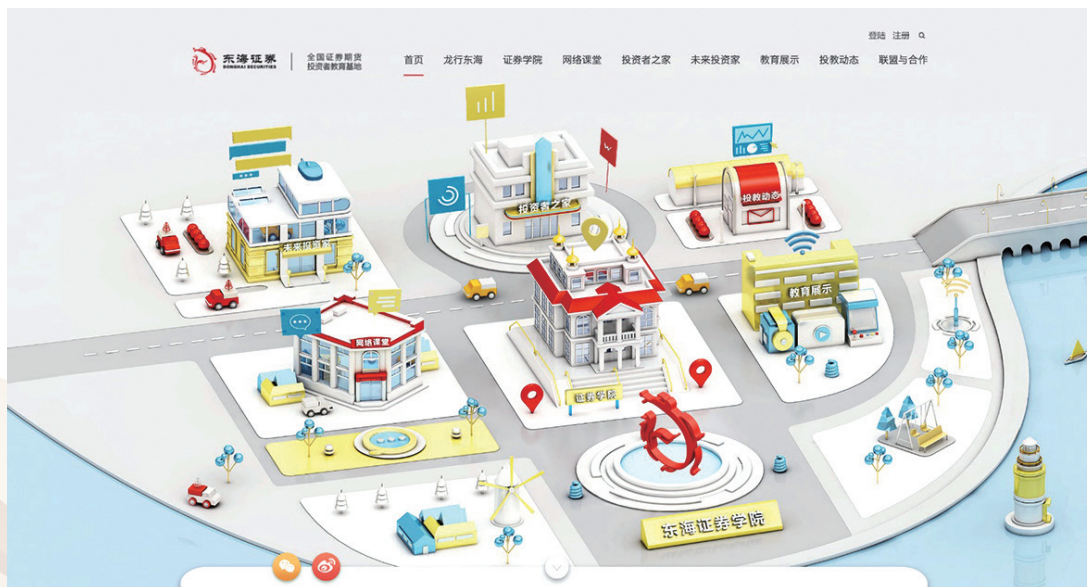 登陆 注册
东海证券
DONGHAI SECURITIES
全国证券期货
投资者教育基地
首页 龙行东海 证券学院 网络课堂 投资者之家 未来投资家 教育展示 投教动态 联盟与合作
投资者之家
投教动态
未来投资家
教育展示
网络课堂
证券学院
东海证券学院